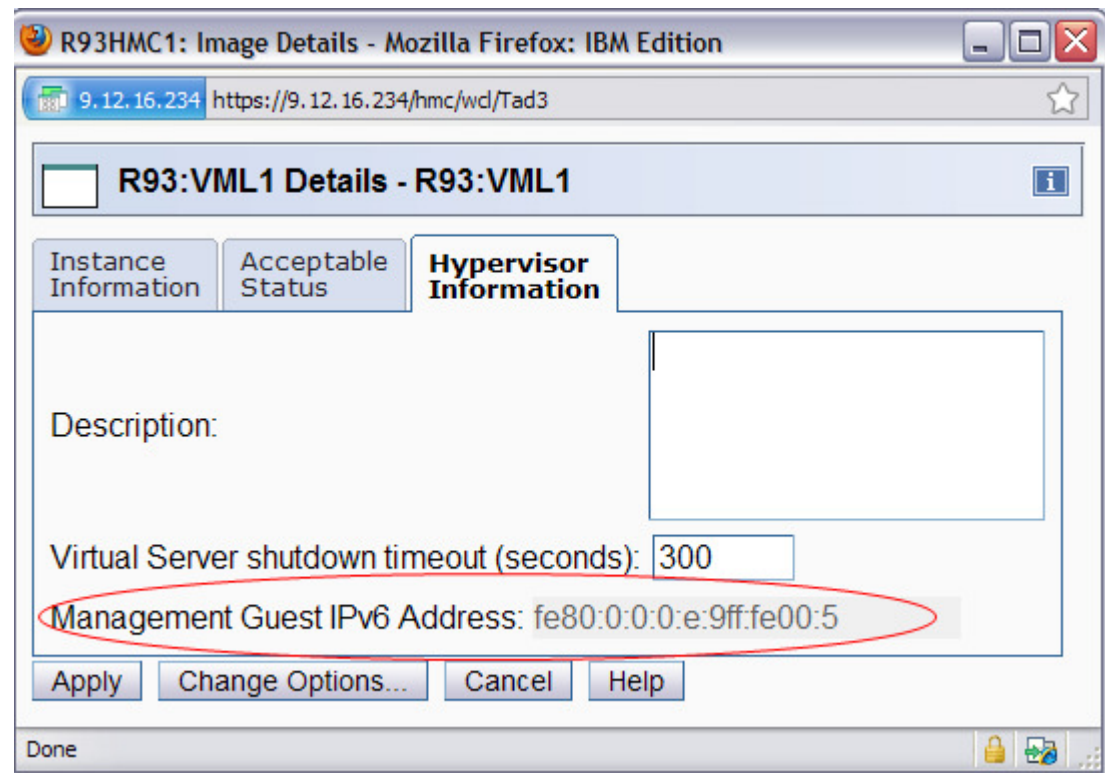 R93HMC1: Image Details - Mozilla Firefox: IBM Edition
9.12.16.234 https://9.12.16.234/hmc/wcl/Tad3
R93:VML1 Details - R93:VML1
Instance Information
Acceptable Status
Hypervisor Information
Description:
Virtual Server shutdown timeout (seconds): 300
Management Guest IPv6 Address: fe80:0:0:0:e:9ff:fe00:5
Apply Change Options... Cancel Help
Done